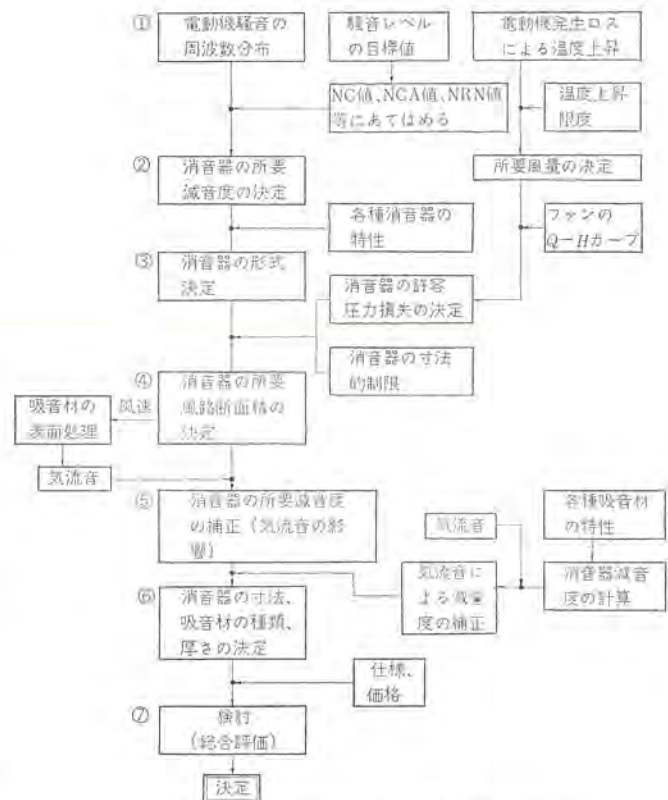 ①
電動機騒音の
周波数分布
騒音レベル
の目標値
電動機発生ロス
による温度上昇
NC値、NCA値、NRN値
等にあてはめる
温度上昇
限度
②
消音器の所要
減音度の決定
所要風量の決定
各種消音器の
特性
ファンの
Q－Hカーブ
③
消音器の形式
決定
消音器の許容
圧力損失の決定
消音器の寸法
的制限
④
消音器の所要
風路断面積の
決定
風速
吸音材の
表面処理
気流音
⑤
消音器の所要減音度
の補正（気流音の影
響）
気流音
各種吸音材
の特性
気流音に
よる減音
度の補正
消音器減音
度の計算
⑥
消音器の寸法、
吸音材の種類、
厚さの決定
仕様、
価格
⑦
検討
（総合評価）
決定